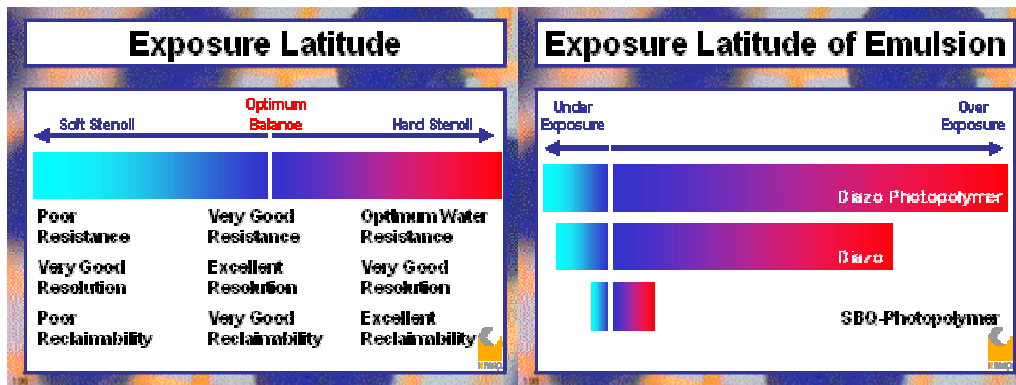 Exposure Latitude
Optimum
Balance
Soft Stencil
Hard Stencil
Poor
Resistance
Very Good
Resistance
Optimum Water
Resistance
Very Good
Resolution
Excellent
Resolution
Very Good
Resolution
Poor
Reclaimability
Very Good
Reclaimability
Excellent
Reclaimability
Exposure Latitude of Emulsion
Under
Exposure
Over
Exposure
Diazo Photopolymer
Diazo
SBQ-Photopolymer